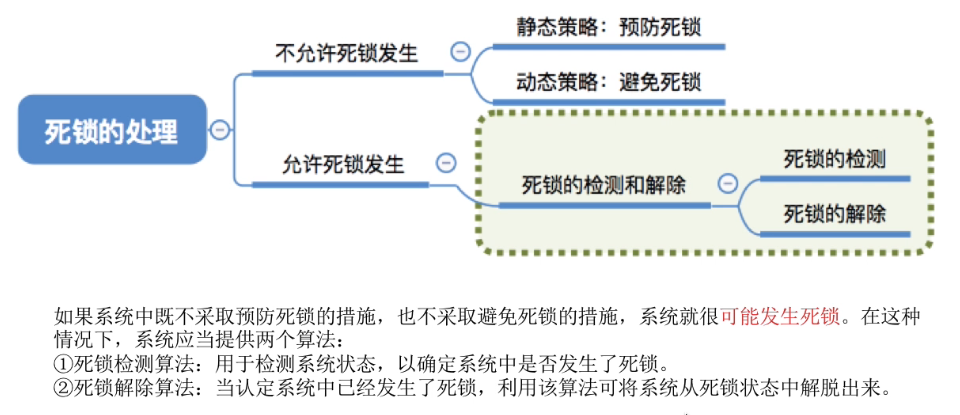 静态策略：预防死锁
不允许死锁发生
动态策略：避免死锁
死锁的处理
允许死锁发生
死锁的检测和解除
死锁的检测
死锁的解除
如果系统中既不采取预防死锁的措施，也不采取避免死锁的措施，系统就很可能发生死锁。在这种
情况下，系统应当提供两个算法：
①死锁检测算法：用于检测系统状态，以确定系统中是否发生了死锁。
②死锁解除算法：当认定系统中已经发生了死锁，利用该算法可将系统从死锁状态中解脱出来。